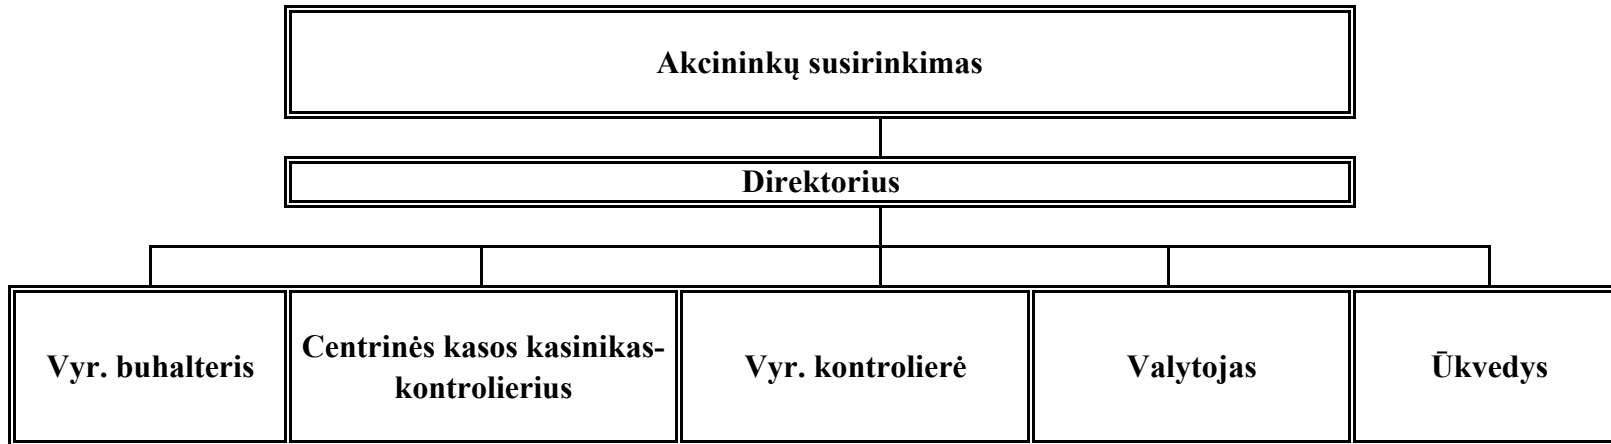 Akcininkų susirinkimas
Direktorius
Vyr. buhalteris
Centrinės kasos kasinikas-
kontrolierius
Vyr. kontrolierė
Valytojas
Ūkvedys